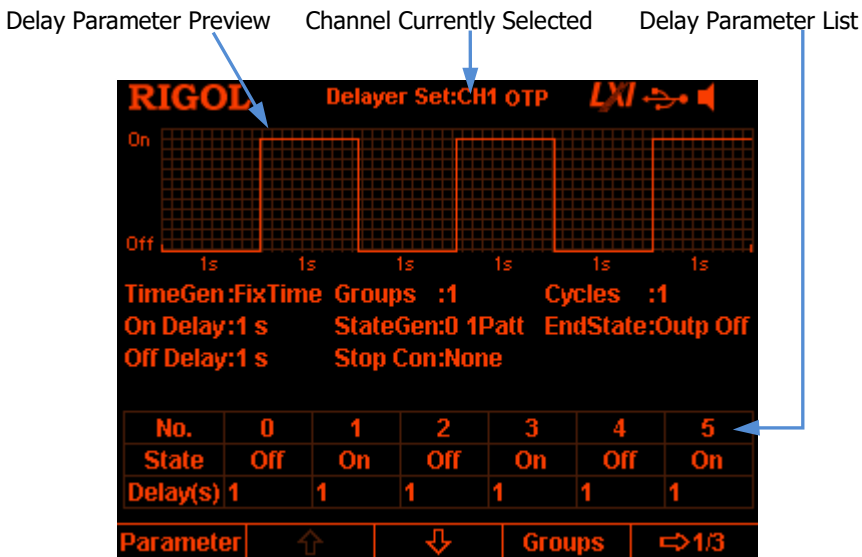 Delay Parameter Preview Channel Currently Selected Delay Parameter List
RIGOL Delayer Set:CH1 OTP LXI
On
Off
1s 1s 1s 1s 1s 1s
TimeGen:FixTime Groups :1 Cycles :1
On Delay:1 s StateGen:0 1Patt EndState:Outp Off
Off Delay:1 s Stop Con:None
No. 0 1 2 3 4 5
State Off On Off On Off On
Delay(s) 1 1 1 1 1 1
Parameter Groups 1/3